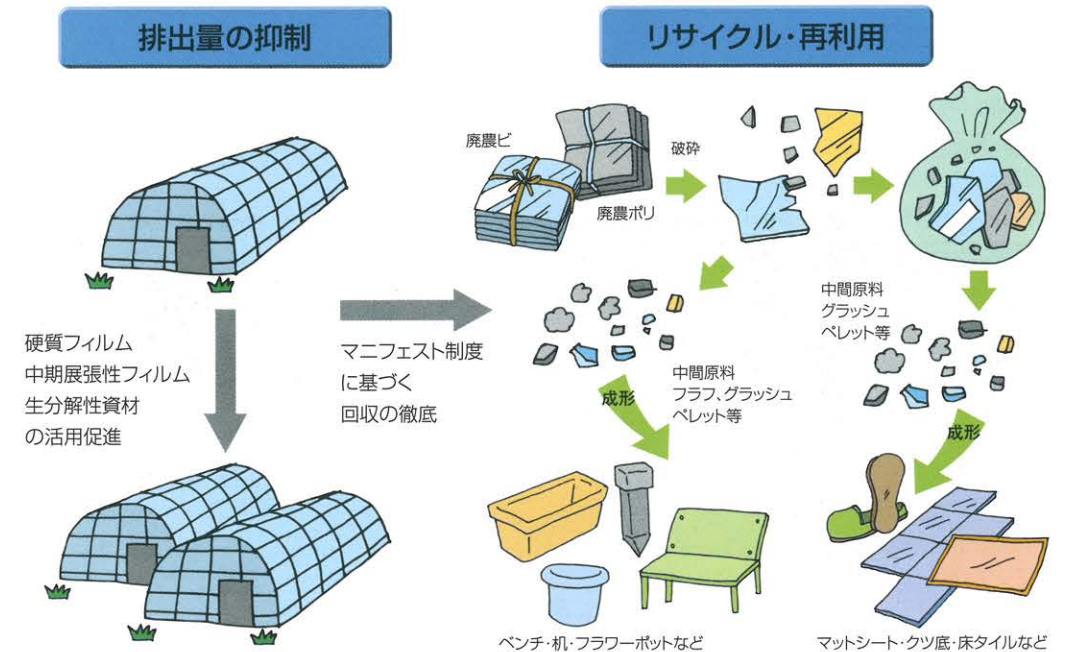 排出量の抑制
リサイクル・再利用
廃農ビ
廃農ポリ
破砕
硬質フィルム
中期展張性フィルム
生分解性資材
の活用促進
マニフェスト制度
に基づく
回収の徹底
中間原料
フラフ、グラッシュ
ペレット等
成形
中間原料
グラッシュ
ペレット等
成形
ベンチ・机・フラワーポットなど
マットシート・クツ底・床タイルなど